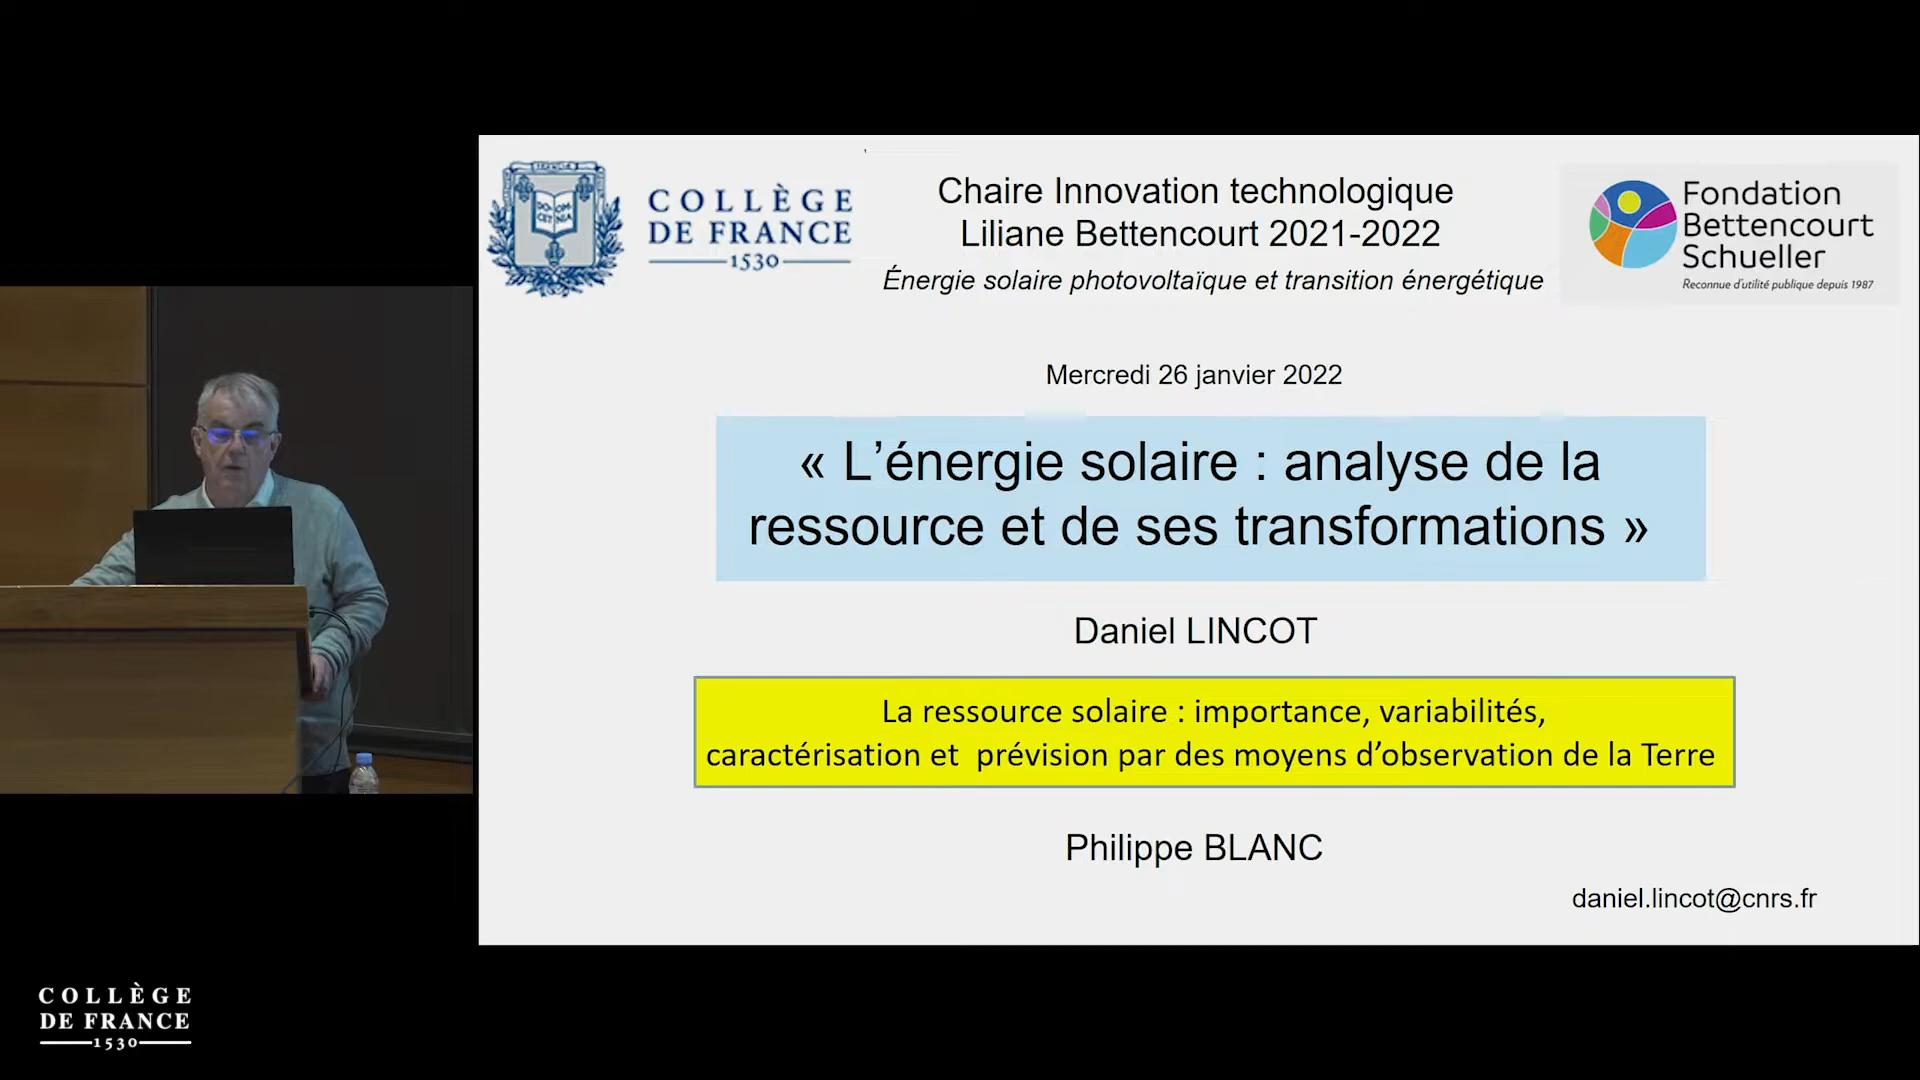 COLLÈGE
DE FRANCE
1530
Chaire Innovation technologique
Liliane Bettencourt 2021-2022
Énergie solaire photovoltaïque et transition énergétique
Fondation
Bettencourt
Schueller
Reconnue d'utilité publique depuis 1987
Mercredi 26 janvier 2022
« L’énergie solaire : analyse de la
ressource et de ses transformations »
Daniel LINCOT
La ressource solaire : importance, variabilités,
caractérisation et  prévision par des moyens d’observation de la Terre
Philippe BLANC
daniel.lincot@cnrs.fr
COLLÈGE
DE FRANCE
1530